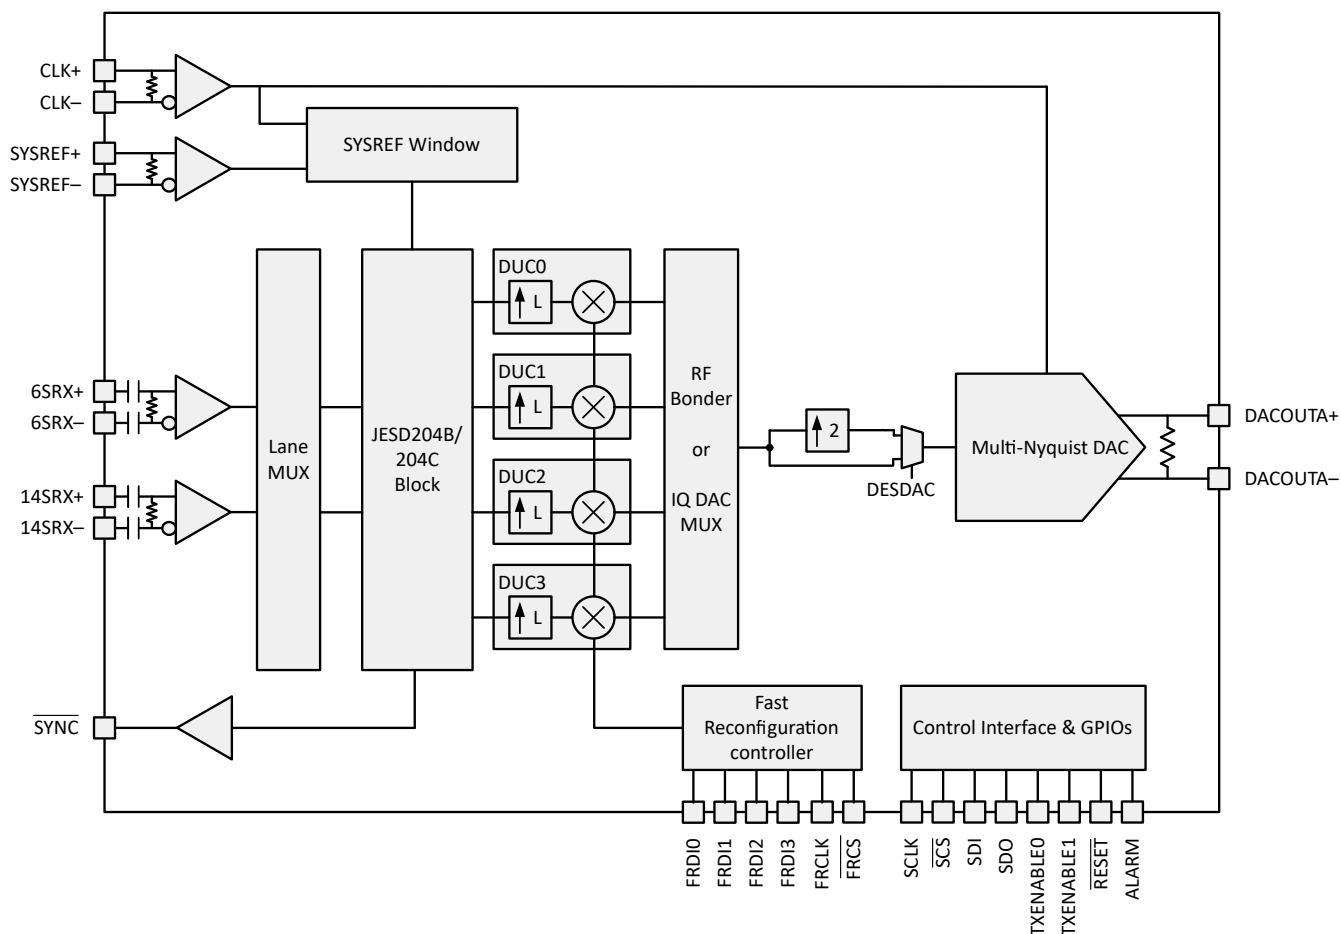 CLK+
CLK–
SYSREF+
SYSREF–
SYSREF Window
6SRX+
6SRX–
14SRX+
14SRX–
Lane
MUX
JESD204B/
204C
Block
DUC0
L
DUC1
L
DUC2
L
DUC3
L
RF
Bonder
or
IQ DAC
MUX
2
DESDAC
Multi-Nyquist DAC
DACOUTA+
DACOUTA–
SYNC
Fast
Reconfiguration
controller
Control Interface & GPIOs
FRDI0
FRDI1
FRDI2
FRDI3
FRCLK
FRCS
SCLK
SCS
SDI
SDO
TXENABLE0
TXENABLE1
RESET
ALARM